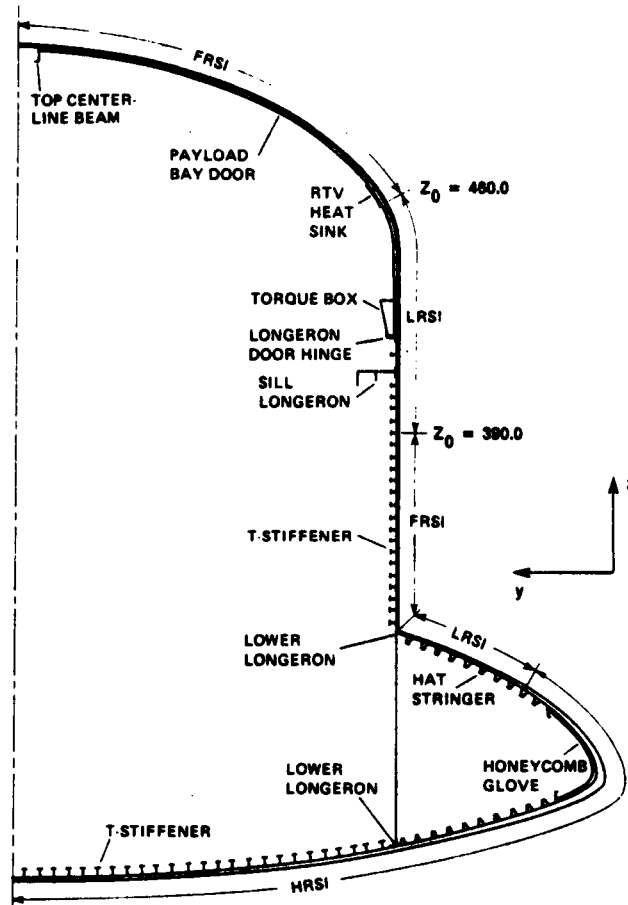 FRSI
TOP CENTER-
LINE BEAM
PAYLOAD
BAY DOOR
RTV
HEAT
SINK
Z0 = 460.0
TORQUE BOX
LRSI
LONGERON
DOOR HINGE
SILL
LONGERON
Z0 = 390.0
FRSI
T-STIFFENER
y
LOWER
LONGERON
LRSI
HAT
STRINGER
LOWER
LONGERON
HONEYCOMB
GLOVE
T-STIFFENER
HRSI